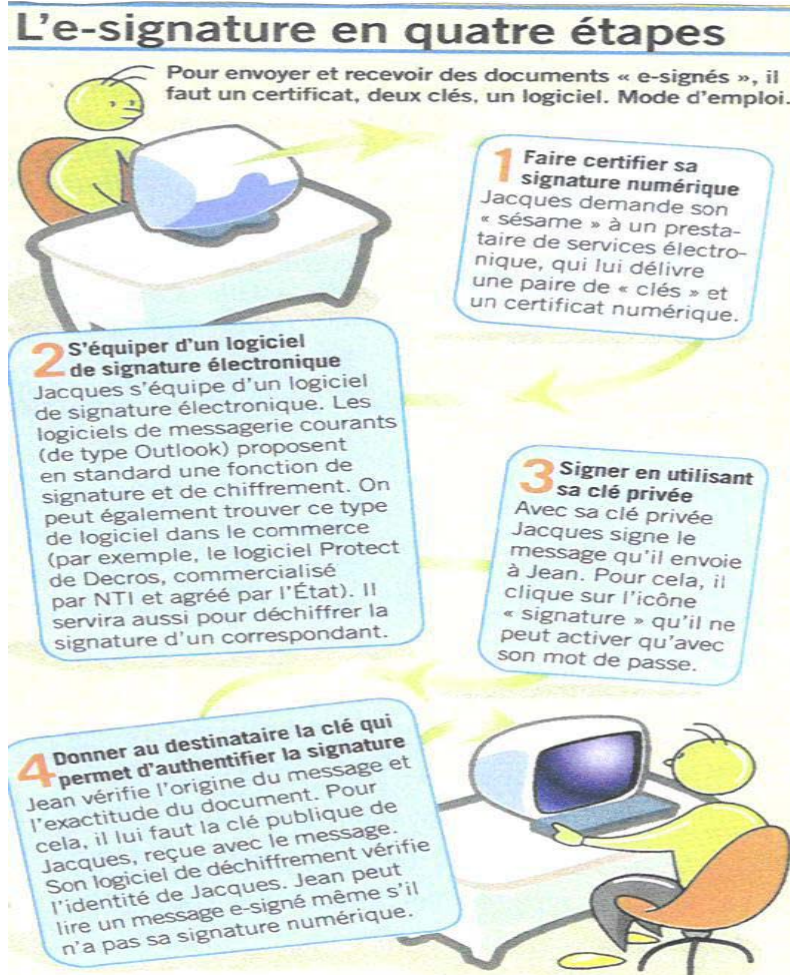 L'e-signature en quatre étapes
Pour envoyer et recevoir des documents « e-signés », il
faut un certificat, deux clés, un logiciel. Mode d'emploi.
1 Faire certifier sa
signature numérique
Jacques demande son
« sésame » à un presta-
taire de services électro-
nique, qui lui délivre
une paire de « clés » et
un certificat numérique.
2 S'équiper d'un logiciel
de signature électronique
Jacques s'équipe d'un logiciel
de signature électronique. Les
logiciels de messagerie courants
(de type Outlook) proposent
en standard une fonction de
signature et de chiffrement. On
peut également trouver ce type
de logiciel dans le commerce
(par exemple, le logiciel Protect
de Decros, commercialisé
par NTI et agréé par l'État). Il
servira aussi pour déchiffrer la
signature d'un correspondant.
3 Signer en utilisant
sa clé privée
Avec sa clé privée
Jacques signe le
message qu'il envoie
à Jean. Pour cela, il
clique sur l'icône
« signature » qu'il ne
peut activer qu'avec
son mot de passe.
4 Donner au destinataire la clé qui
permet d'authentifier la signature
Jean vérifie l'origine du message et
l'exactitude du document. Pour
cela, il lui faut la clé publique de
Jacques, reçue avec le message.
Son logiciel de déchiffrement vérifie
l'identité de Jacques. Jean peut
lire un message e-signé même s'il
n'a pas sa signature numérique.